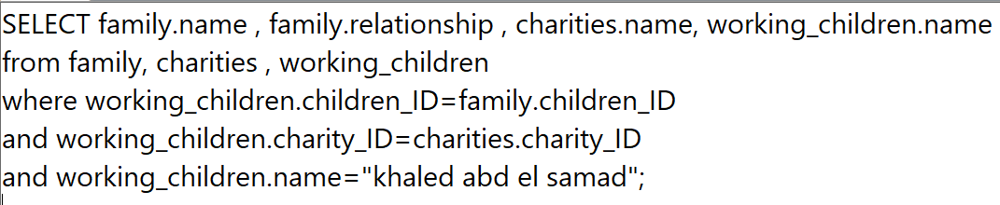 SELECT family.name , family.relationship , charities.name, working_children.name
from family, charities , working_children
where working_children.children_ID=family.children_ID
and working_children.charity_ID=charities.charity_ID
and working_children.name="khaled abd el samad";